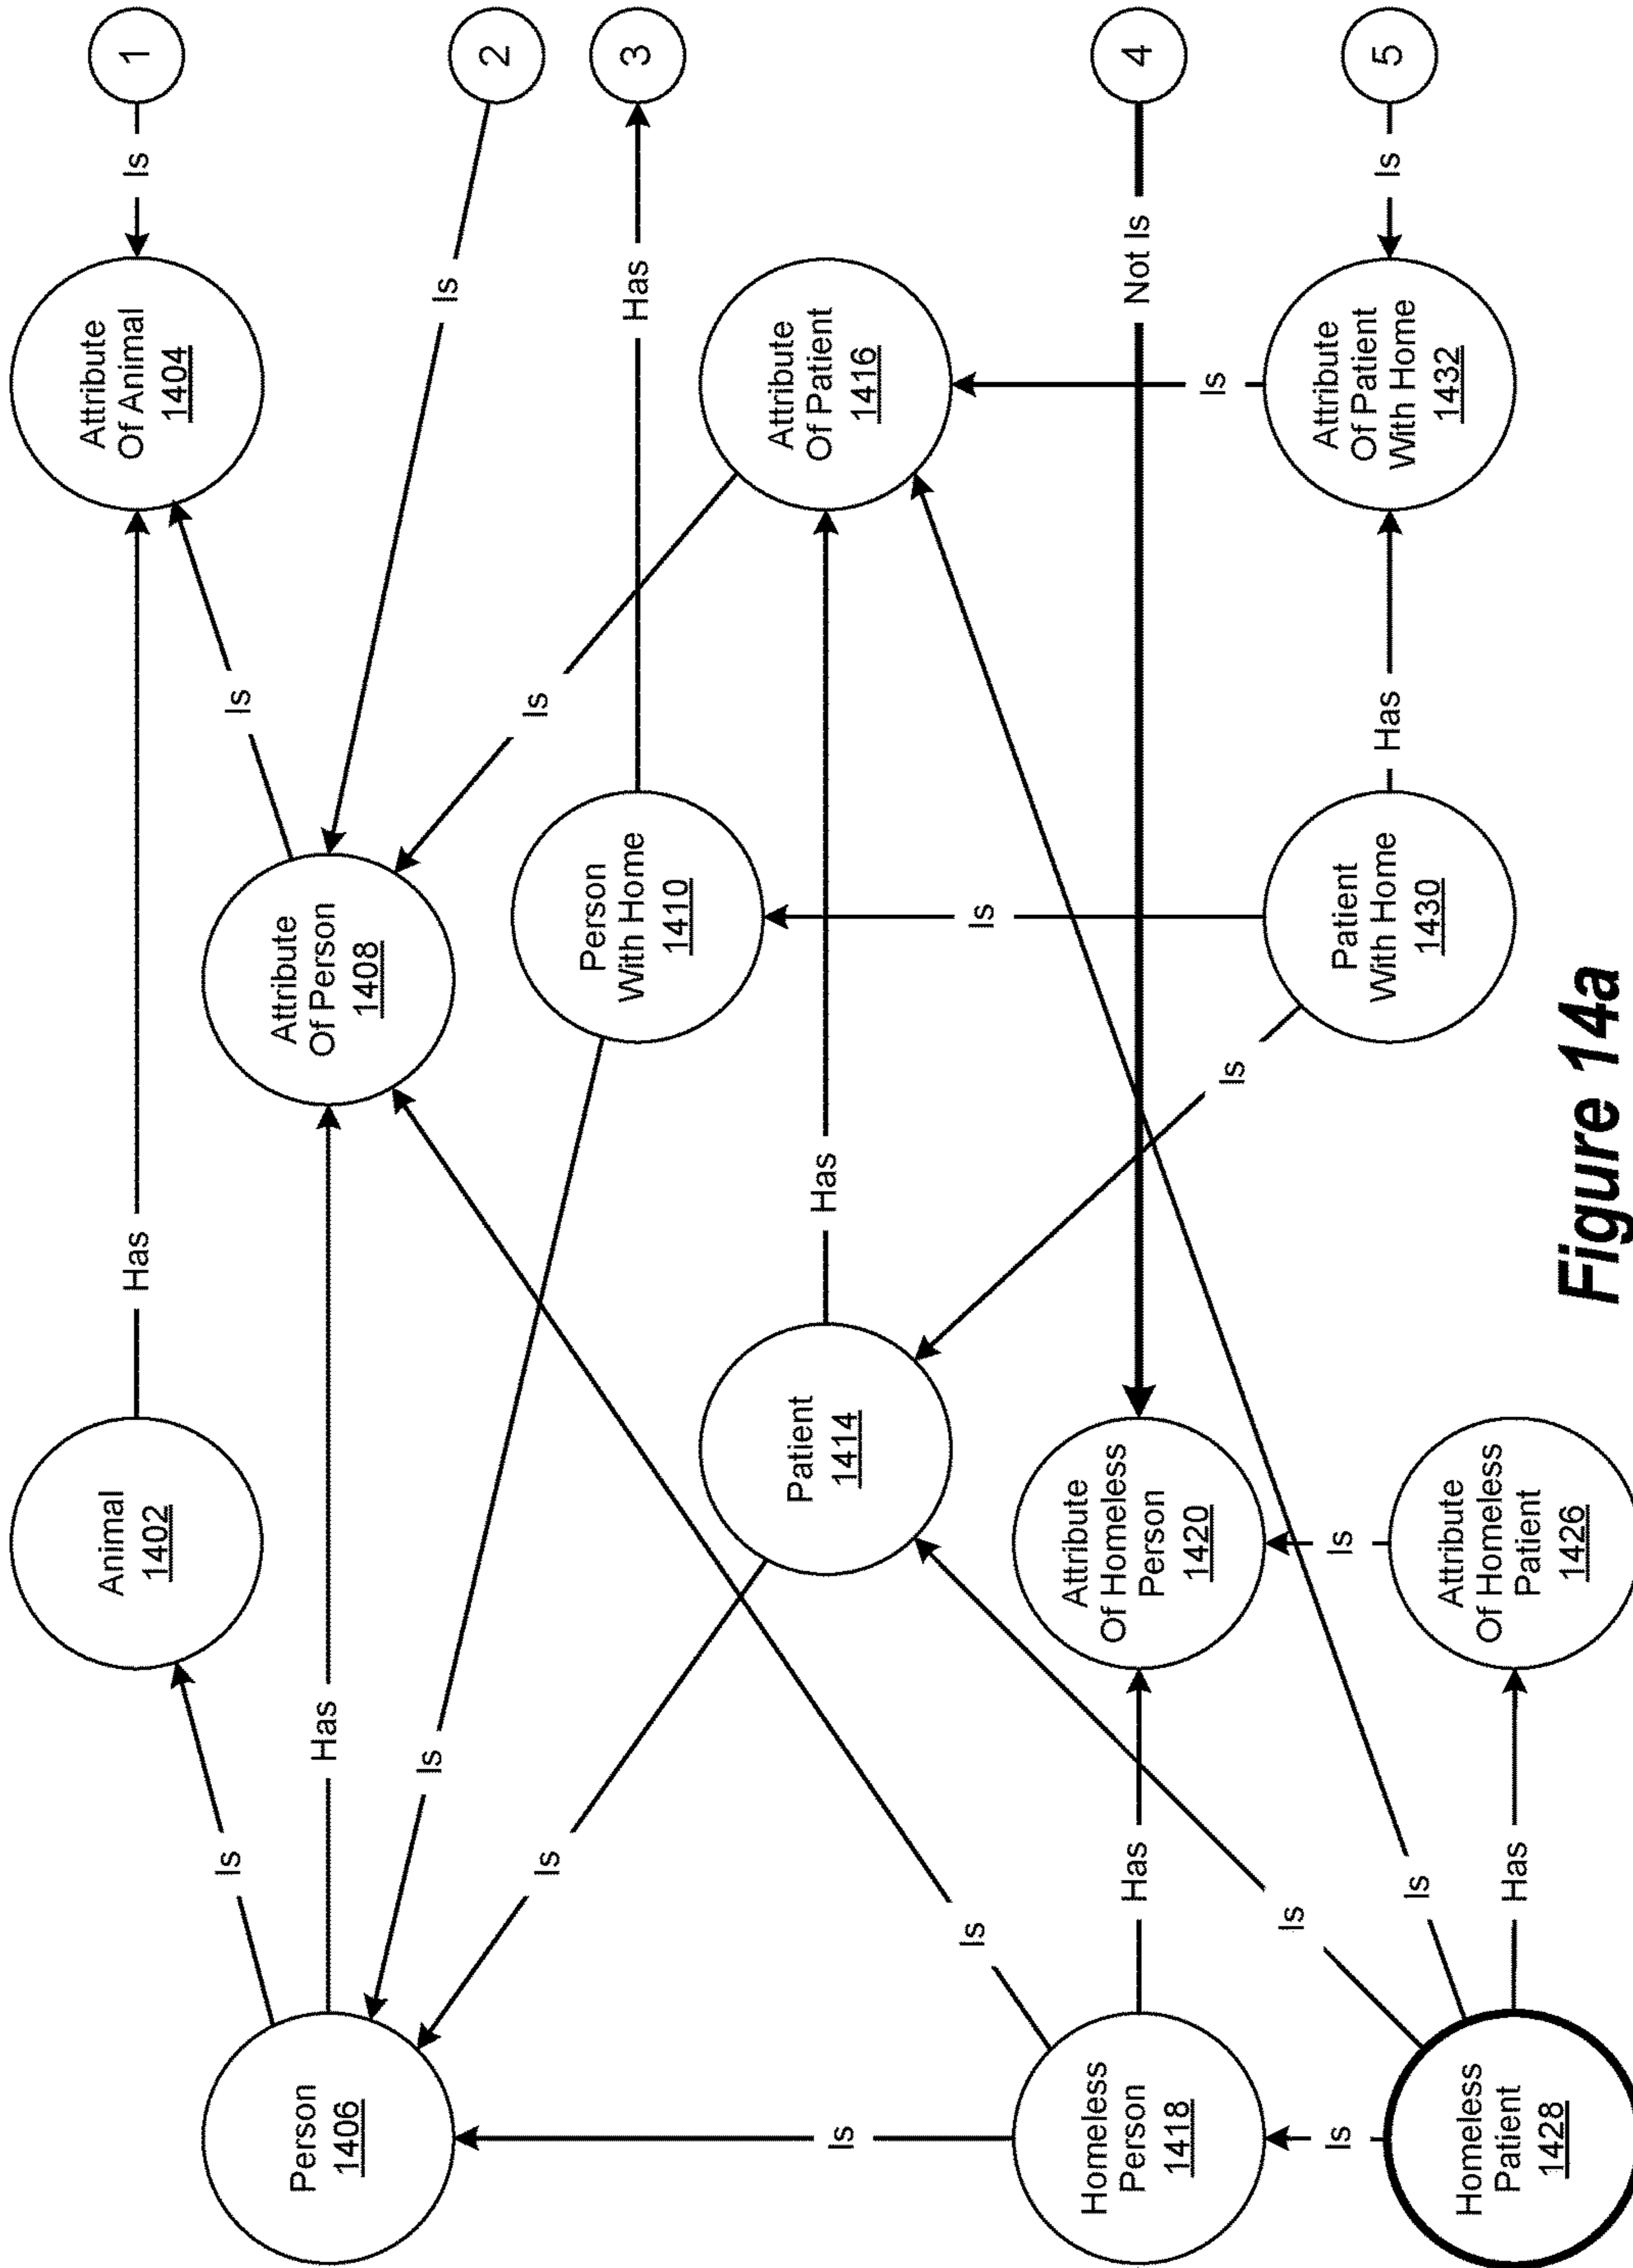 Person
1406
Is
Animal
1402
Has
Attribute
Of Animal
1404
Is
1
Has
Attribute
Of Person
1408
Is
Is
2
Is
Person
With Home
1410
Has
3
Is
Patient
1414
Has
Is
Attribute
Of Patient
1416
Is
Is
Is
Homeless
Person
1418
Has
Attribute
Of Homeless
Person
1420
Is
Not Is
4
Is
Is
Is
Homeless
Patient
1428
Has
Attribute
Of Homeless
Patient
1426
Is
Patient
With Home
1430
Has
Attribute
Of Patient
With Home
1432
Is
Is
5
Figure 14a